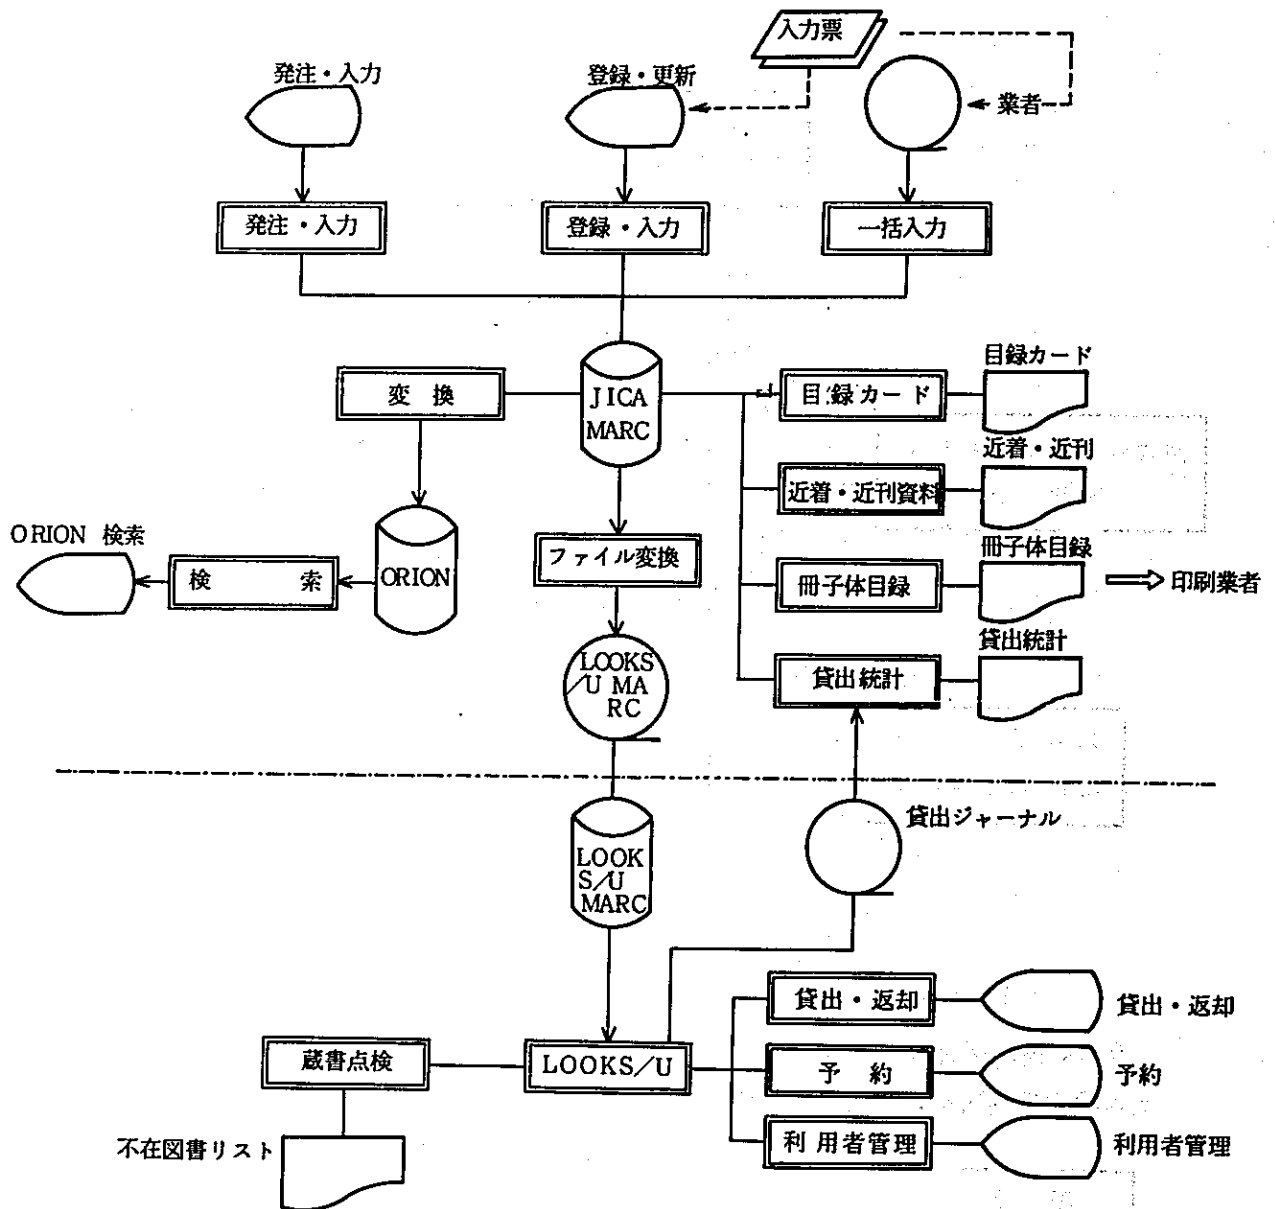 入力票
発注・入力
登録・更新
業者
発注・入力
登録・入力
一括入力
変 換
JICA
MARC
目録カード
目録カード
近着・近刊資料
近着・近刊
ORION 検索
検 索
ORION
ファイル変換
冊子体目録
冊子体目録
印刷業者
LOOKS
/U MA
RC
貸出統計
貸出統計
貸出ジャーナル
LOOK
S/U
MARC
貸出・返却
貸出・返却
蔵書点検
LOOKS/U
予 約
予約
不在図書リスト
利用者管理
利用者管理